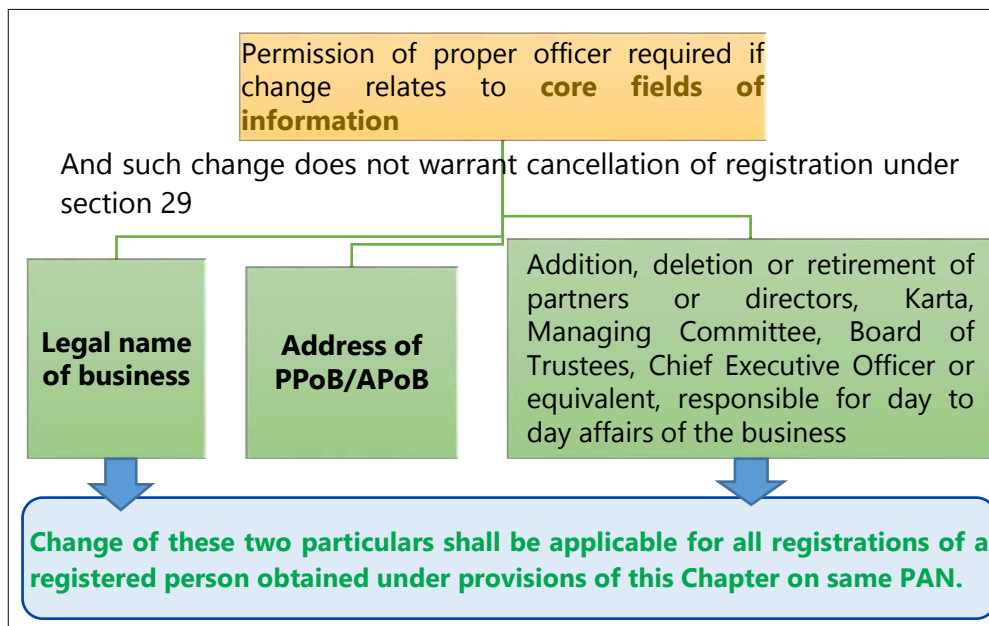 Permission of proper officer required if
change relates to core fields of
information
And such change does not warrant cancellation of registration under
section 29
Legal name
of business
Address of
PPoB/APoB
Addition, deletion or retirement of
partners or directors, Karta,
Managing Committee, Board of
Trustees, Chief Executive Officer or
equivalent, responsible for day to
day affairs of the business
Change of these two particulars shall be applicable for all registrations of a
registered person obtained under provisions of this Chapter on same PAN.